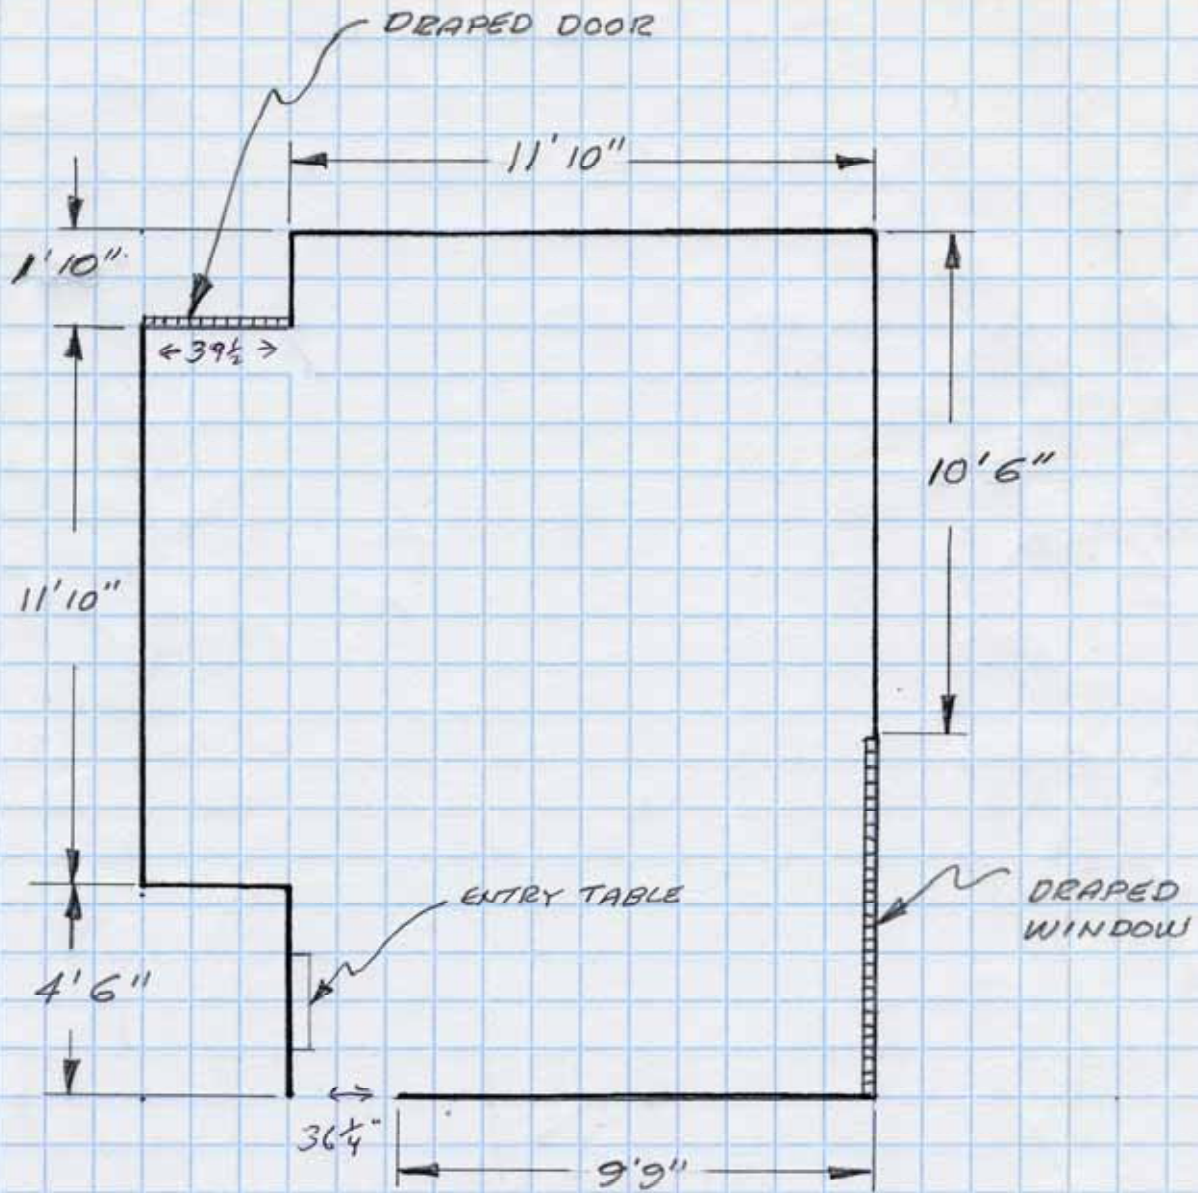 DRAPED DOOR
11'10"
1'10"
←39½→
10'6"
11'10"
ENTRY TABLE
DRAPED
WINDOW
4'6"
36¼"
9'9"